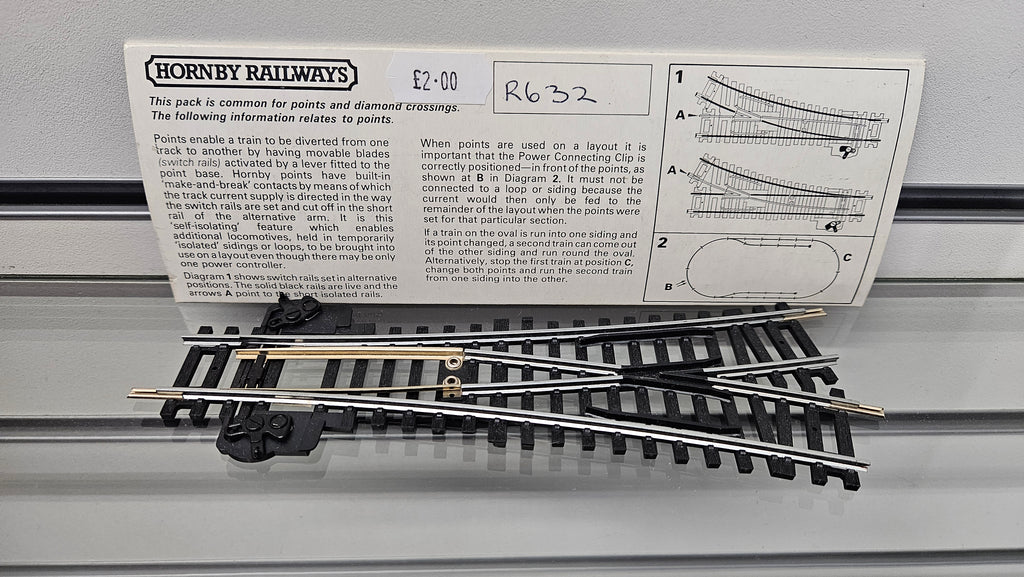 HORNBY RAILWAYS
£2·00
R632
This pack is common for points and diamond crossings.
The following information relates to points.
Points enable a train to be diverted from one
track to another by having movable blades
(switch rails) activated by a lever fitted to the
point base. Hornby points have built-in
'make-and-break' contacts by means of which
the track current supply is directed in the way
the switch rails are set and cut off in the short
rail of the alternative arm. It is this
'self-isolating' feature which enables
additional locomotives, held in temporarily
'isolated' sidings or loops, to be brought into
use on a layout even though there may be only
one power controller.
Diagram 1 shows switch rails set in alternative
positions. The solid black rails are live and the
arrows A point to the short isolated rails.
When points are used on a layout it is
important that the Power Connecting Clip is
correctly positioned—in front of the points, as
shown at B in Diagram 2. It must not be
connected to a loop or siding because the
current would then only be fed to the
remainder of the layout when the points were
set for that particular section.
If a train on the oval is run into one siding and
its point changed, a second train can come out
of the other siding and run round the oval.
Alternatively, stop the first train at position C,
change both points and run the second train
from one siding into the other.
1
A
A
2
C
B